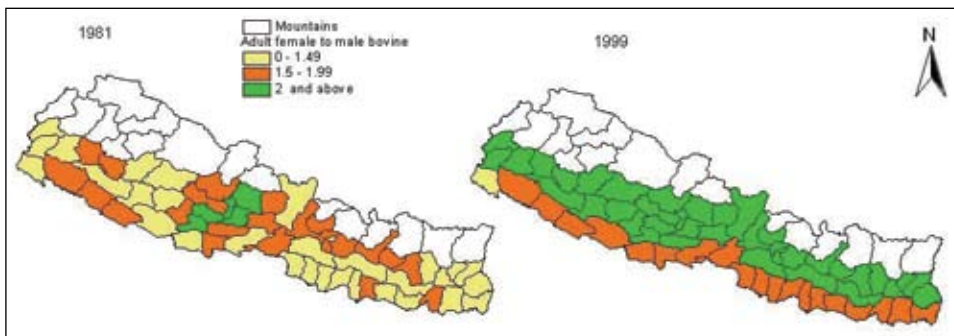 1981
Mountains
Adult female to male bovine
0 - 1.49
1.5 - 1.99
2 and above
1999
N